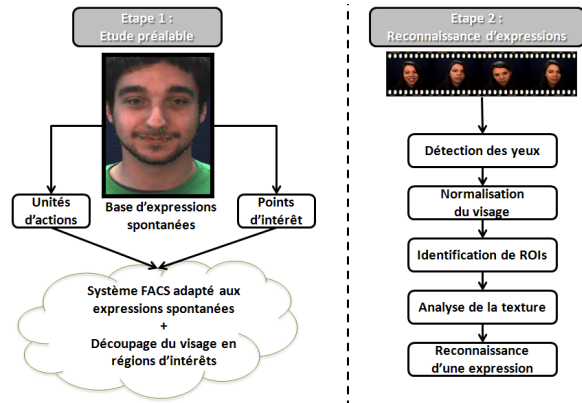 Etape 1 :
Etude préalable
Unités
d'actions
Base d'expressions
spontanées
Points
d'intérêt
Système FACS adapté aux
expressions spontanées
+
Découpage du visage en
régions d'intérêts
Etape 2 :
Reconnaissance d'expressions
Détection des yeux
Normalisation
du visage
Identification de ROIs
Analyse de la texture
Reconnaissance
d'une expression